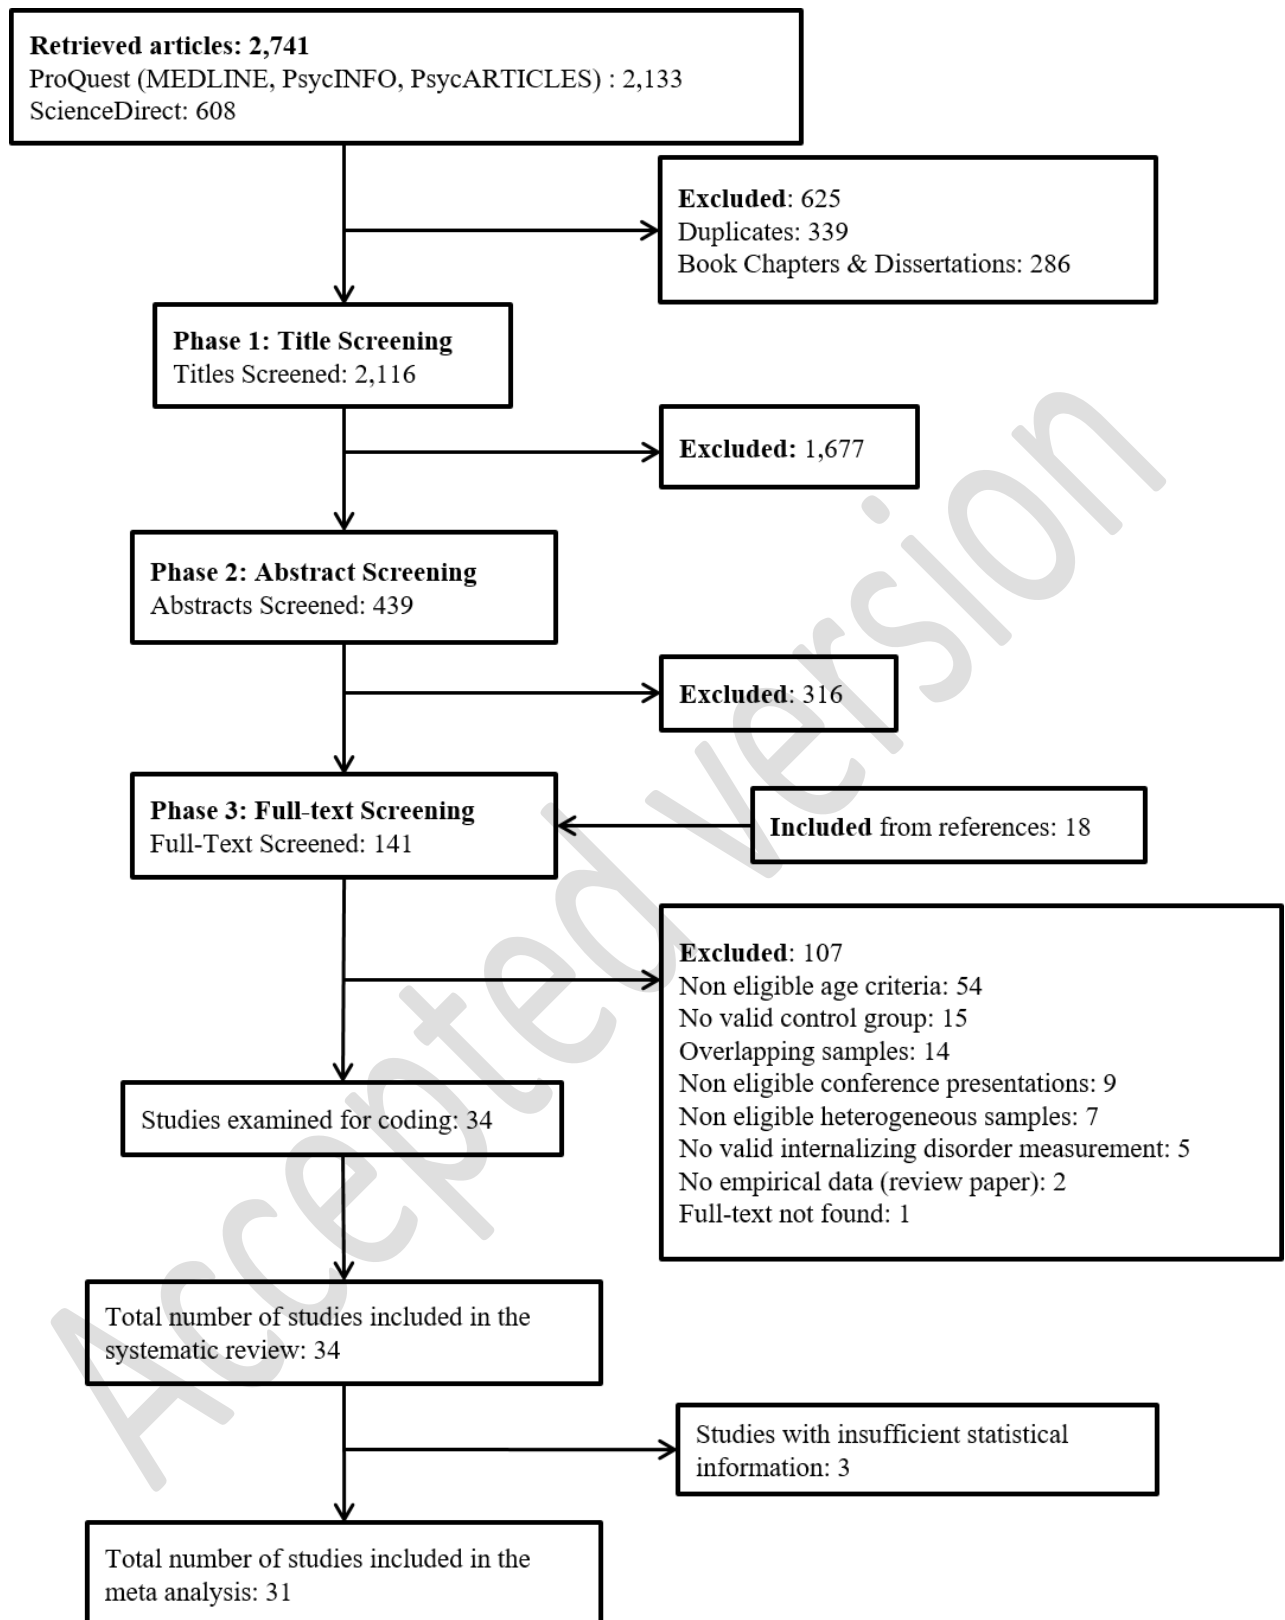 Retrieved articles: 2,741
ProQuest (MEDLINE, PsycINFO, PsycARTICLES) : 2,133
ScienceDirect: 608
Excluded: 625
Duplicates: 339
Book Chapters & Dissertations: 286
Phase 1: Title Screening
Titles Screened: 2,116
Excluded: 1,677
Phase 2: Abstract Screening
Abstracts Screened: 439
Excluded: 316
Phase 3: Full-text Screening
Full-Text Screened: 141
Included from references: 18
Excluded: 107
Non eligible age criteria: 54
No valid control group: 15
Overlapping samples: 14
Non eligible conference presentations: 9
Non eligible heterogeneous samples: 7
No valid internalizing disorder measurement: 5
No empirical data (review paper): 2
Full-text not found: 1
Studies examined for coding: 34
Total number of studies included in the
systematic review: 34
Studies with insufficient statistical
information: 3
Total number of studies included in the
meta analysis: 31
Accepted version